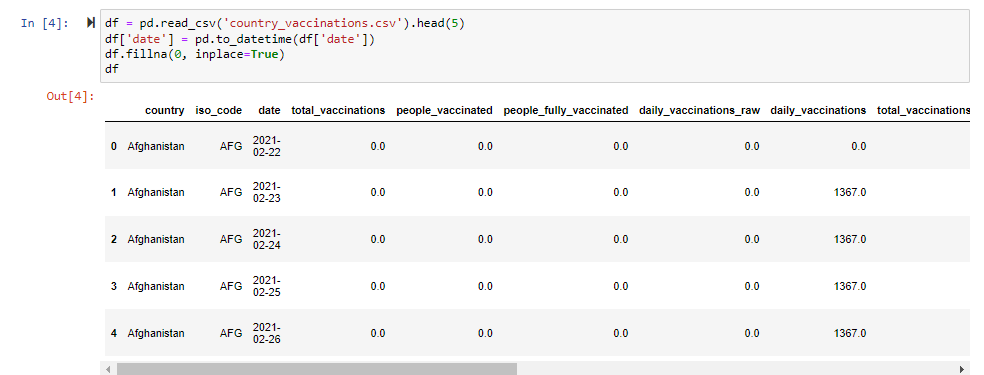 In [4]:
df = pd.read_csv('country_vaccinations.csv').head(5)
df['date'] = pd.to_datetime(df['date'])
df.fillna(0, inplace=True)
df
Out[4]:
country iso_code date total_vaccinations people_vaccinated people_fully_vaccinated daily_vaccinations_raw daily_vaccinations total_vaccinations
0 Afghanistan AFG 2021-
02-22 0.0 0.0 0.0 0.0 0.0
1 Afghanistan AFG 2021-
02-23 0.0 0.0 0.0 0.0 1367.0
2 Afghanistan AFG 2021-
02-24 0.0 0.0 0.0 0.0 1367.0
3 Afghanistan AFG 2021-
02-25 0.0 0.0 0.0 0.0 1367.0
4 Afghanistan AFG 2021-
02-26 0.0 0.0 0.0 0.0 1367.0